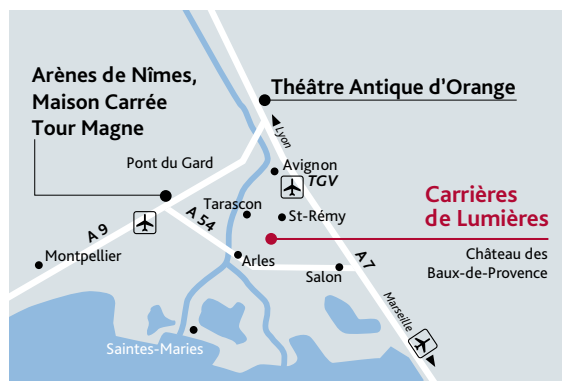 Arènes de Nîmes,
Maison Carrée
Tour Magne
Théâtre Antique d'Orange
Lyon
Pont du Gard
Avignon
TGV
Tarascon
St-Rémy
Carrières
de Lumières
A 9
A 54
Montpellier
Arles
Salon
A 7
Château des
Baux-de-Provence
Marseille
Saintes-Maries